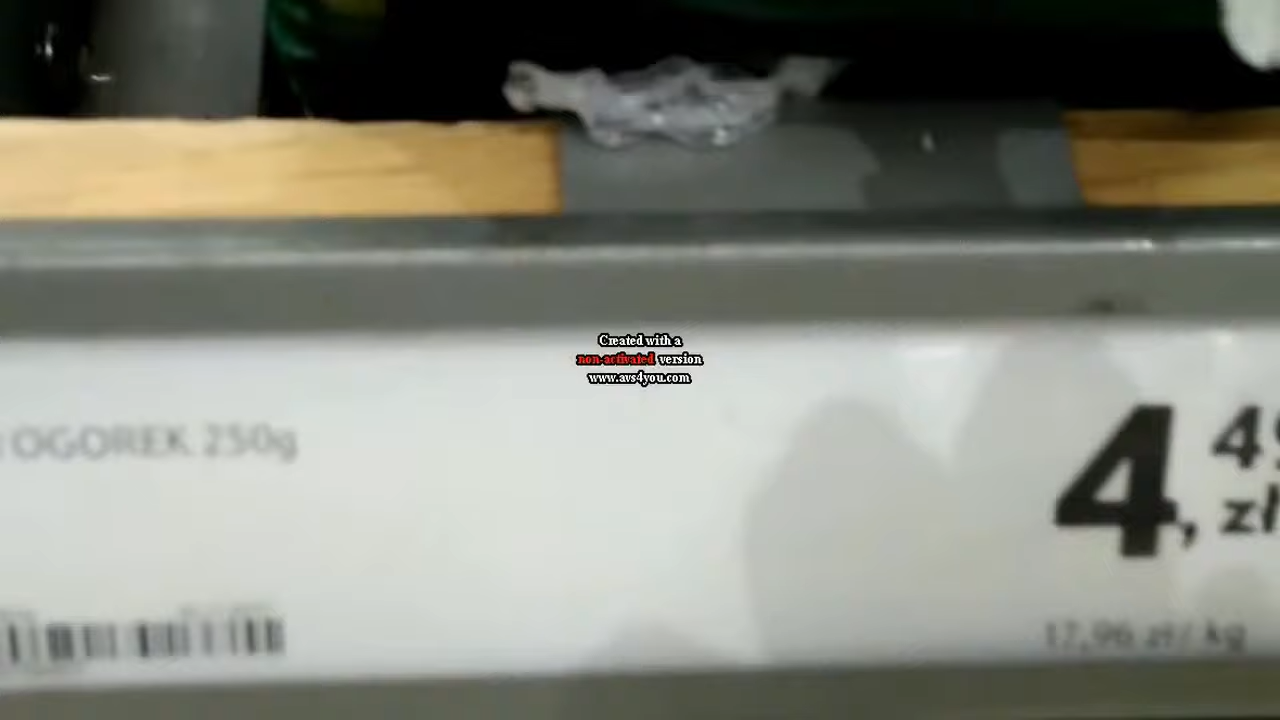 Created with a
non-activated version
www.avs4you.com
OGOREK 250g
4,49
zł
17,96 zł/kg